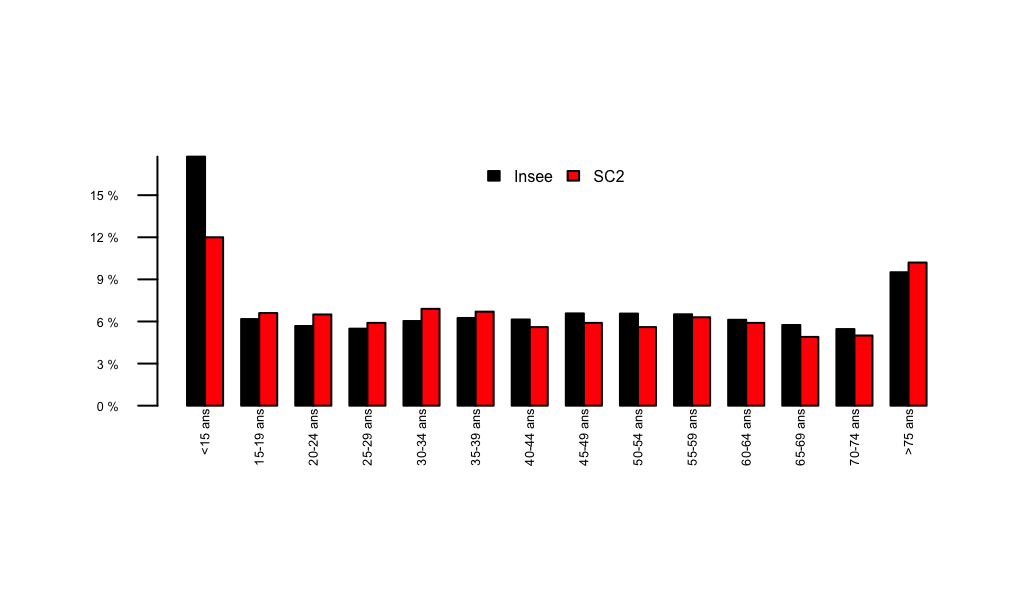 Insee SC2
15 %
12 %
9 %
6 %
3 %
0 %
<15 ans
15-19 ans
20-24 ans
25-29 ans
30-34 ans
35-39 ans
40-44 ans
45-49 ans
50-54 ans
55-59 ans
60-64 ans
65-69 ans
70-74 ans
>75 ans